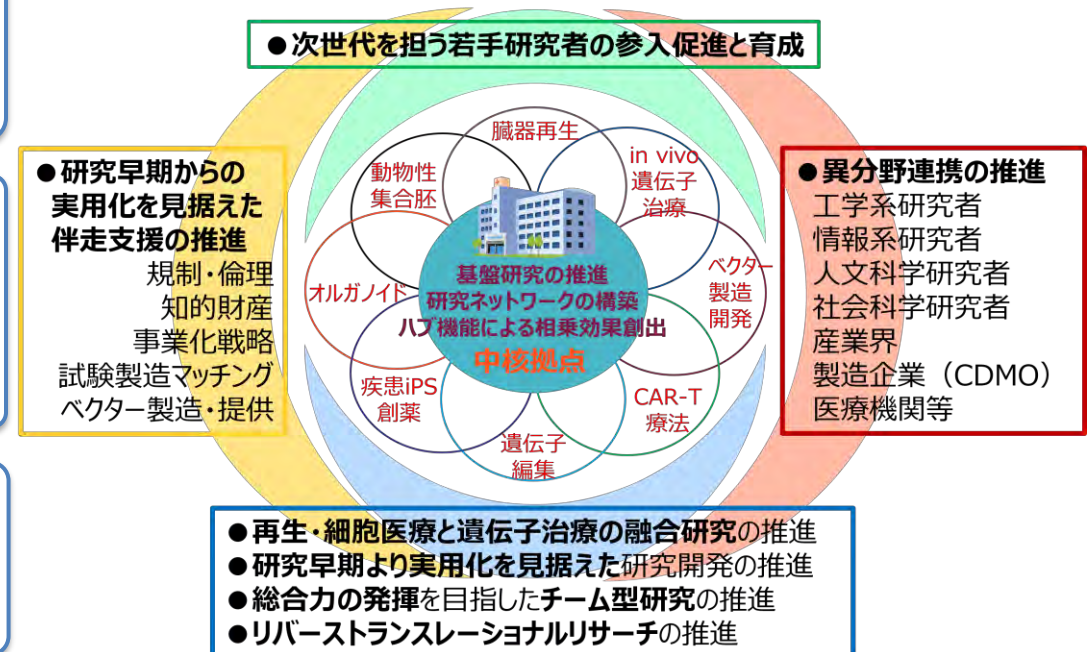 ●次世代を担う若手研究者の参入促進と育成
●研究早期からの
実用化を見据えた
伴走支援の推進
規制・倫理
知的財産
事業化戦略
試験製造マッチング
ベクター製造・提供
臓器再生
動物性
集合胚
in vivo
遺伝子
治療
オルガノイド
ベクター
製造
開発
基盤研究の推進
研究ネットワークの構築
ハブ機能による相乗効果創出
中核拠点
疾患iPS
創薬
CAR-T
療法
遺伝子
編集
●異分野連携の推進
工学系研究者
情報系研究者
人文科学研究者
社会科学研究者
産業界
製造企業（CDMO）
医療機関等
●再生・細胞医療と遺伝子治療の融合研究の推進
●研究早期より実用化を見据えた研究開発の推進
●総合力の発揮を目指したチーム型研究の推進
●リバーストランスレーショナルリサーチの推進